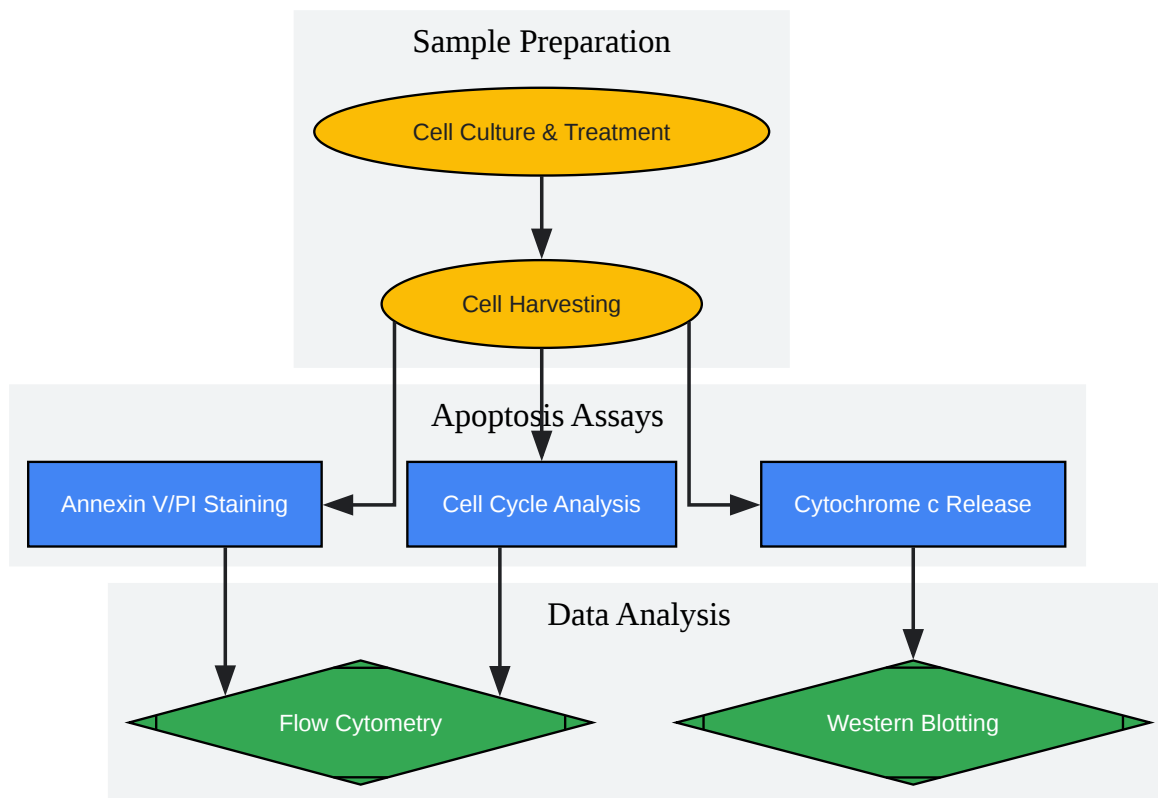 Sample Preparation
Cell Culture & Treatment
Cell Harvesting
Apoptosis Assays
Annexin V/PI Staining
Cell Cycle Analysis
Cytochrome c Release
Data Analysis
Flow Cytometry
Western Blotting